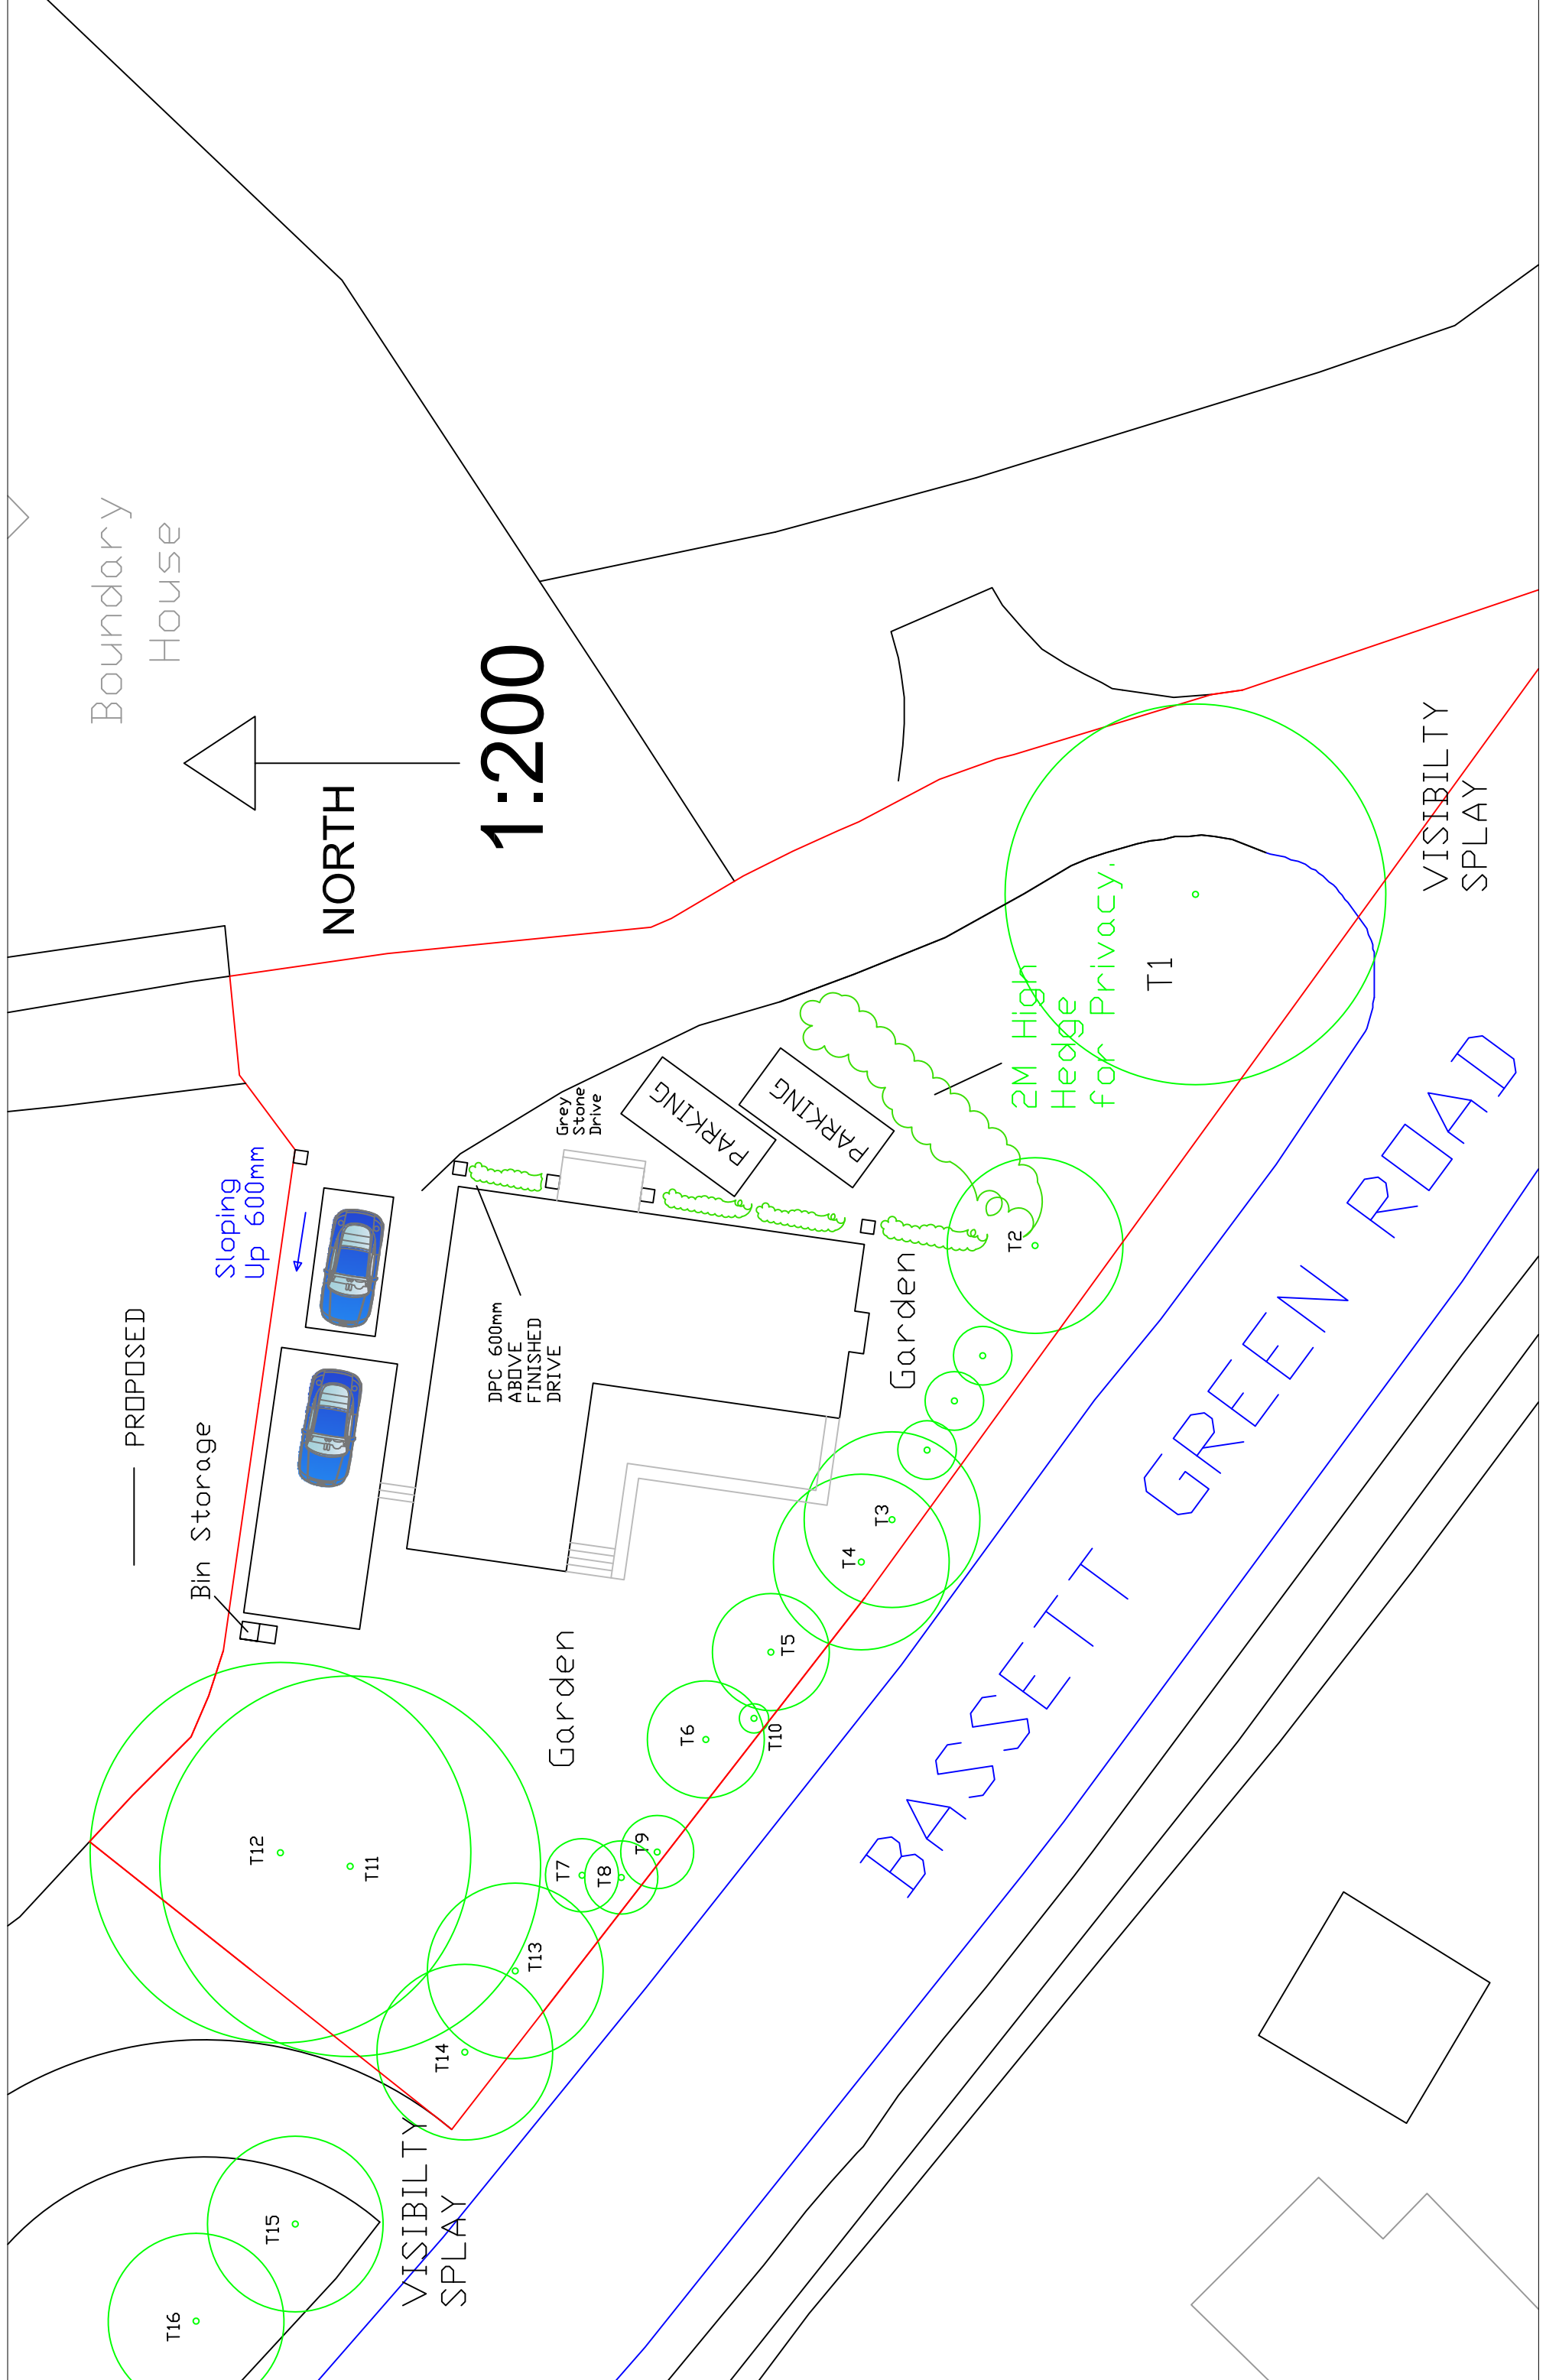 Boundary
House
NORTH
1:200
PROPOSED
Bin Storage
Sloping
Up 600mm
DPC 600mm
ABOVE
FINISHED
DRIVE
Grey
Stone
Drive
PARKING
PARKING
2M High
Hedge
for Privacy.
Garden
Garden
VISIBILTY
SPLAY
VISIBILTY
SPLAY
BASSETT GREEN ROAD
T1
T2
T3
T4
T5
T6
T10
T7
T8
T9
T12
T11
T13
T14
T15
T16